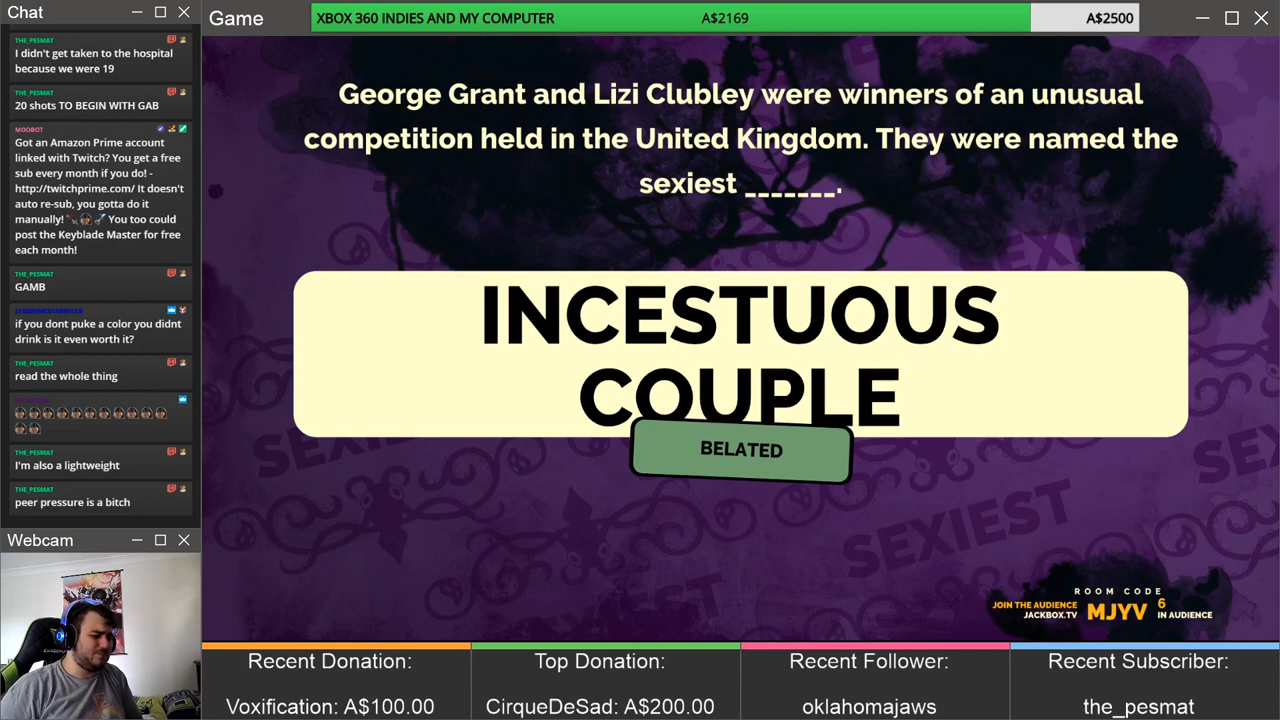 Chat
THE_PESMAT
I didn't get taken to the hospital
because we were 19
THE_PESMAT
20 shots TO BEGIN WITH GAB
MOOBOT
Got an Amazon Prime account
linked with Twitch? You get a free
sub every month if you do! -
http://twitchprime.com/ It doesn't
auto re-sub, you gotta do it
manually! You too could
post the Keyblade Master for free
each month!
THE_PESMAT
GAMB
if you dont puke a color you didnt
drink is it even worth it?
THE_PESMAT
read the whole thing
THE_PESMAT
I'm also a lightweight
THE_PESMAT
peer pressure is a bitch
Webcam
Game
XBOX 360 INDIES AND MY COMPUTER
A$2169
A$2500
George Grant and Lizi Clubley were winners of an unusual
competition held in the United Kingdom. They were named the
sexiest _______.
INCESTUOUS
COUPLE
BELATED
SEXIEST
SEXIEST
SEXIEST
ROOM CODE
JOIN THE AUDIENCE
JACKBOX.TV
MJYV
6
IN AUDIENCE
Recent Donation:
Voxification: A$100.00
Top Donation:
CirqueDeSad: A$200.00
Recent Follower:
oklahomajaws
Recent Subscriber:
the_pesmat